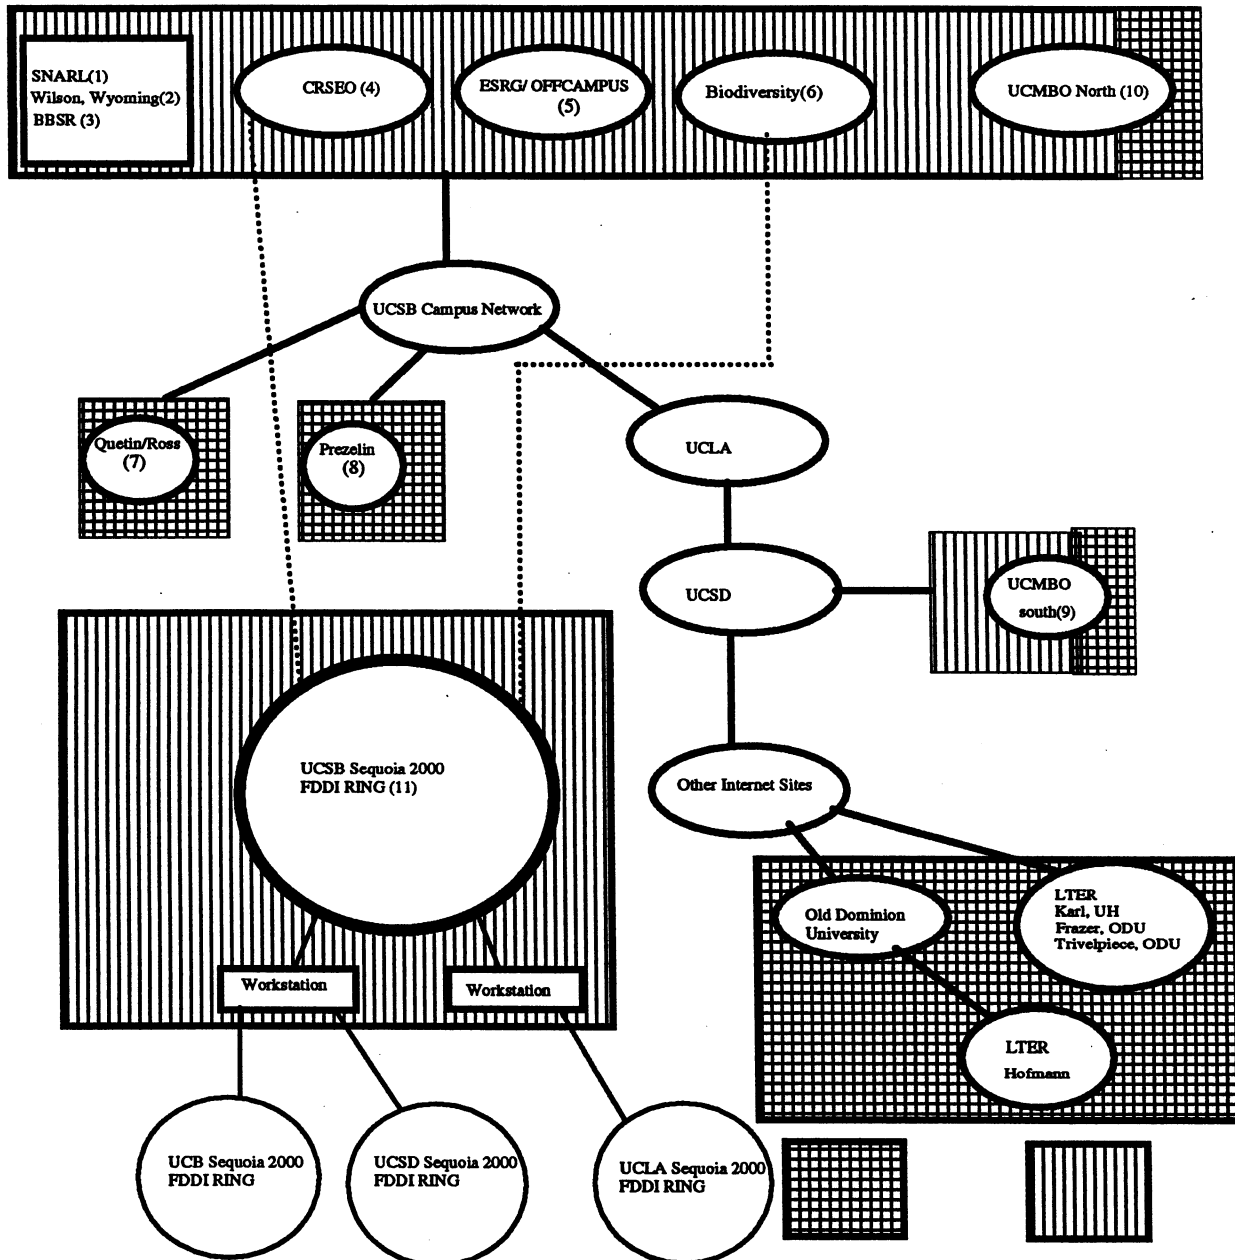 SNARL(1)
Wilson, Wyoming(2)
BBSR (3)
CRSEO (4)
ESRG/ OFFCAMPUS
(5)
Biodiversity(6)
UCMBO North (10)
UCSB Campus Network
Quetin/Ross
(7)
Prezelin
(8)
UCLA
UCSD
UCMBO
south(9)
UCSB Sequoia 2000
FDDI RING (11)
Other Internet Sites
Old Dominion
University
LTER
Karl, UH
Frazer, ODU
Trivelpiece, ODU
Workstation
Workstation
LTER
Hofmann
UCB Sequoia 2000
FDDI RING
UCSD Sequoia 2000
FDDI RING
UCLA Sequoia 2000
FDDI RING